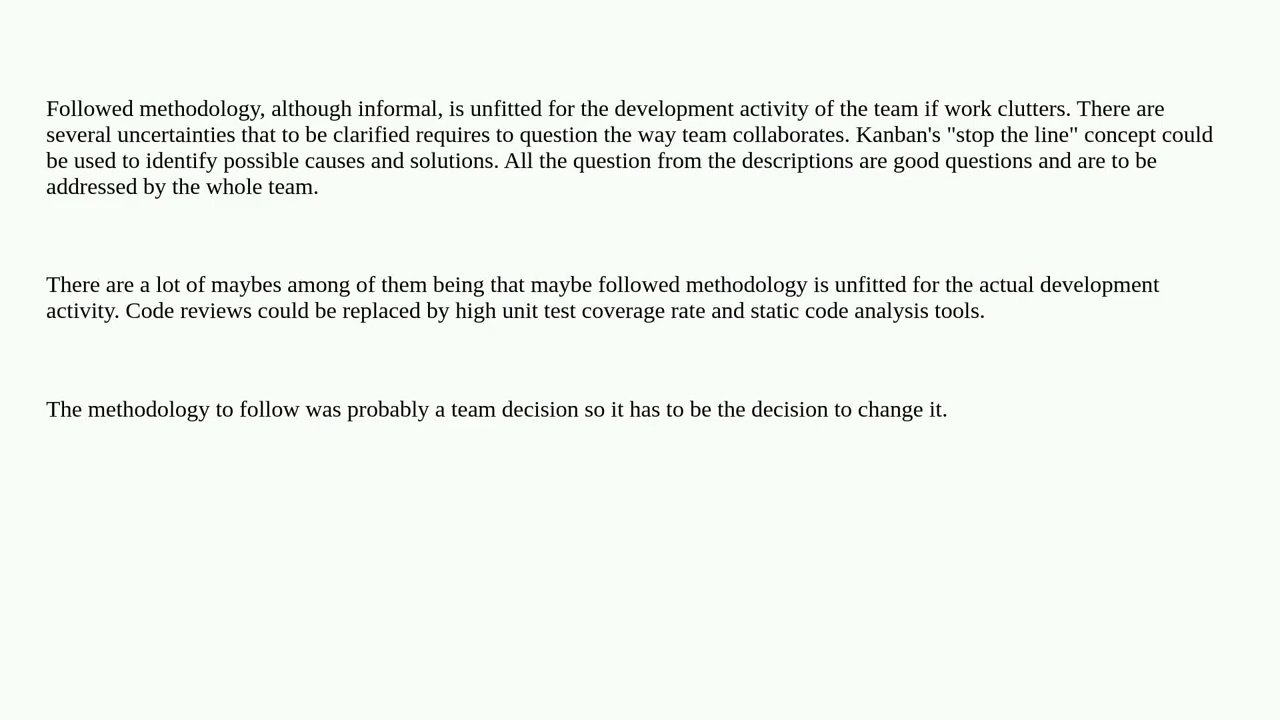 Followed methodology, although informal, is unfitted for the development activity of the team if work clutters. There are
several uncertainties that to be clarified requires to question the way team collaborates. Kanban's "stop the line" concept could
be used to identify possible causes and solutions. All the question from the descriptions are good questions and are to be
addressed by the whole team.
There are a lot of maybes among of them being that maybe followed methodology is unfitted for the actual development
activity. Code reviews could be replaced by high unit test coverage rate and static code analysis tools.
The methodology to follow was probably a team decision so it has to be the decision to change it.